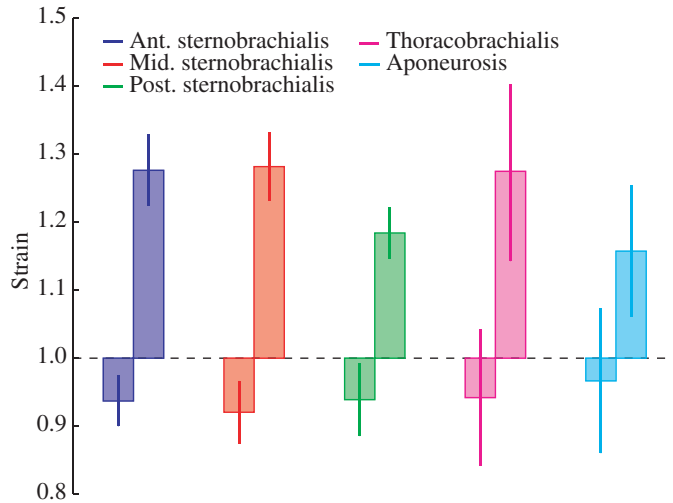 1.5
Ant. sternobrachialis
Thoracobrachialis
Mid. sternobrachialis
Aponeurosis
Post. sternobrachialis
1.4
1.3
1.2
1.1
1.0
0.9
0.8
Strain